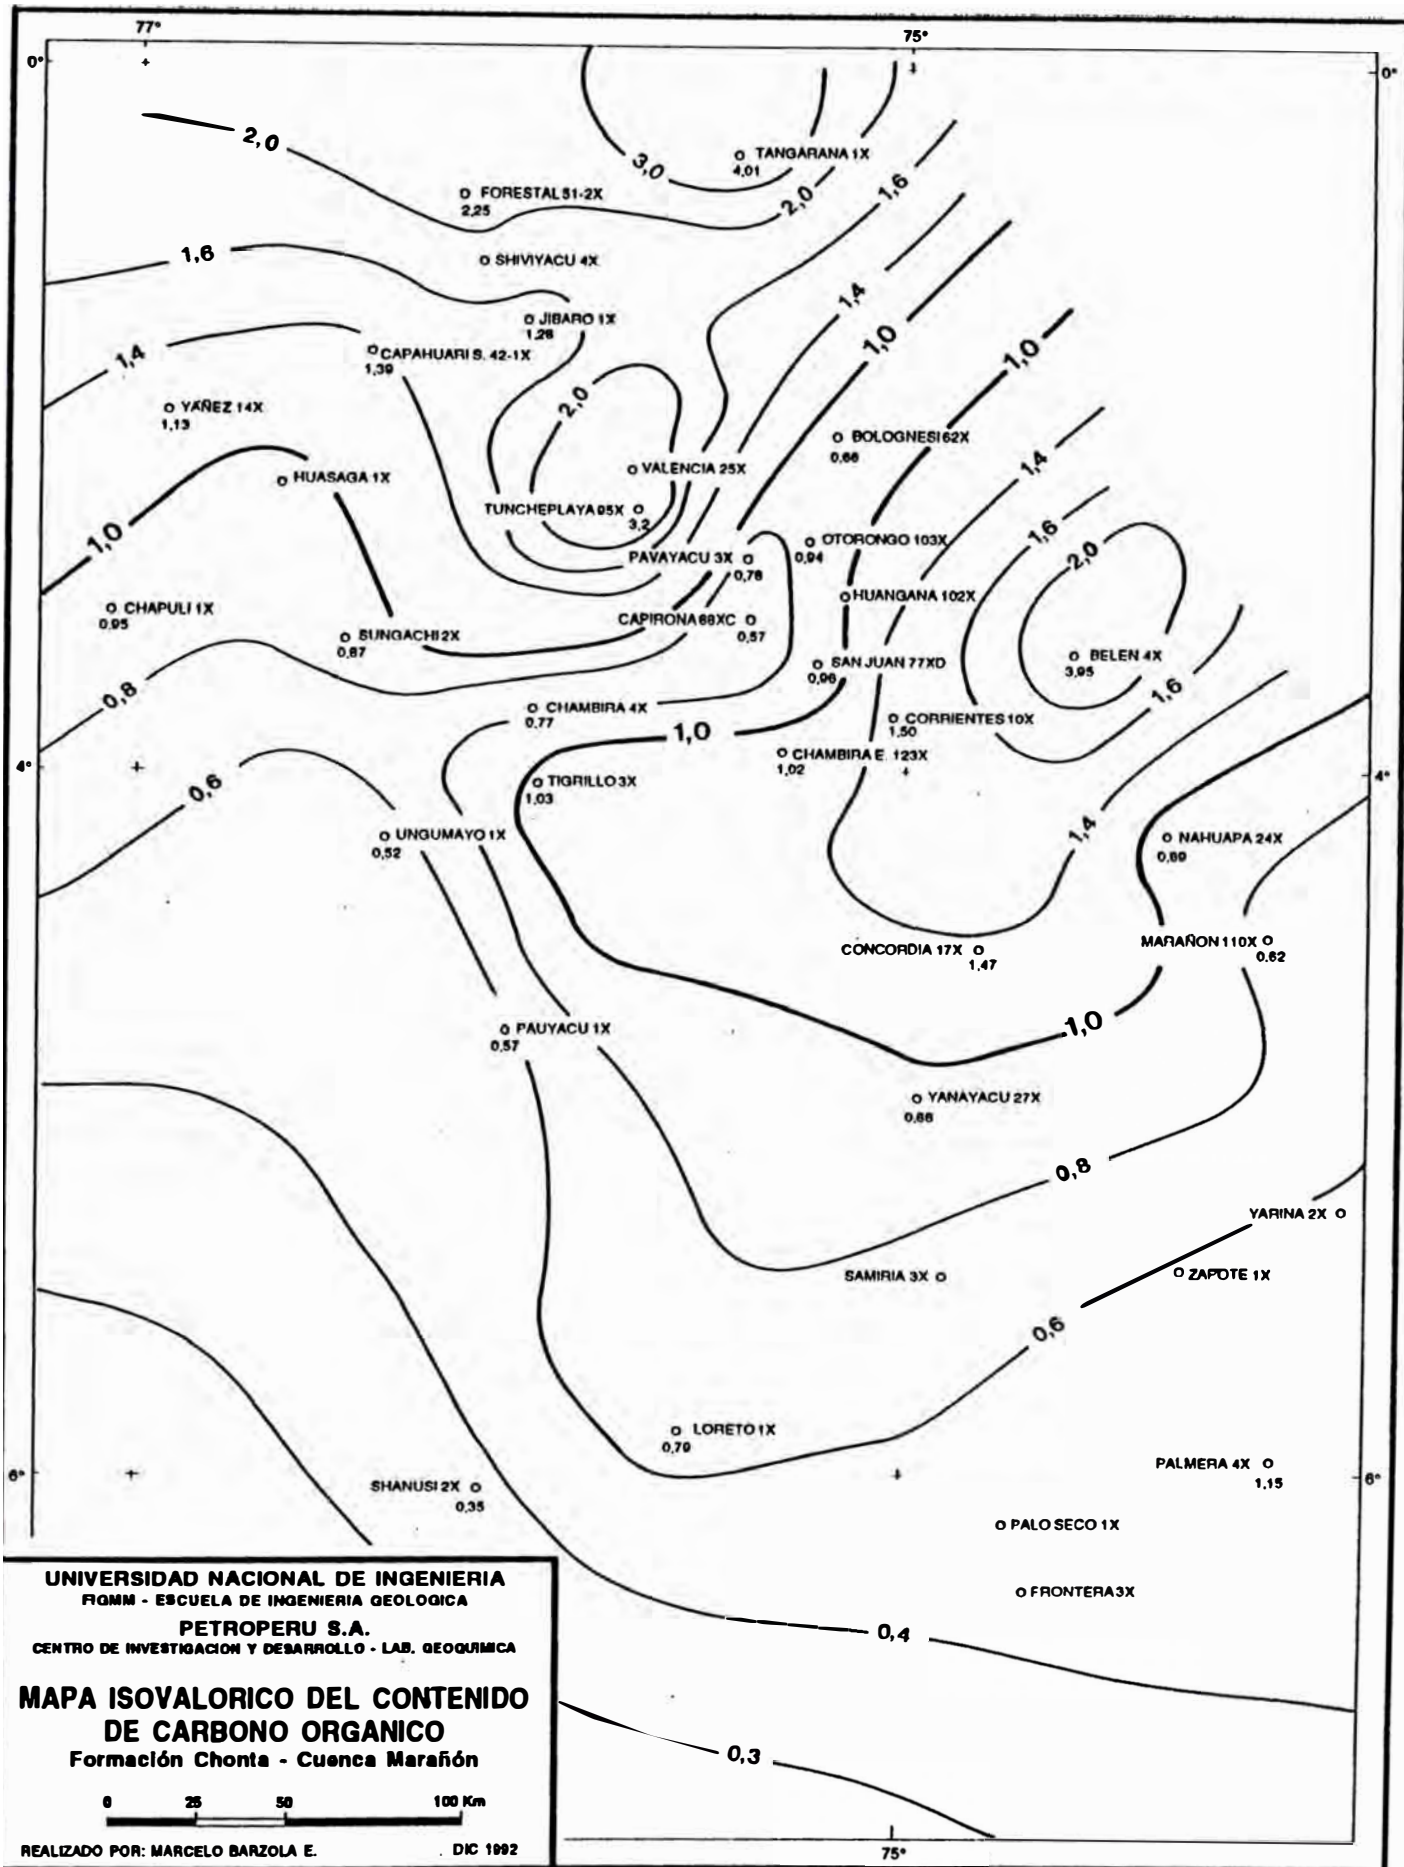 77°
75°
0°
0°
2,0
3,0
TANGARANA 1X
4,01
2,0
1,6
FORESTAL 51-2X
2,25
1,6
SHIVIYACU 4X
1,4
JIBARO 1X
1,28
1,0
1,0
1,4
CAPAHUARI S. 42-1X
1,39
2,0
YAÑEZ 14X
1,13
BOLOGNESI 62X
0,66
1,4
HUASAGA 1X
VALENCIA 25X
TUNCHEPLAYA 95X
3,2
1,6
1,0
OTORONGO 103X
0,94
2,0
PAVAYACU 3X
0,78
HUANGANA 102X
CHAPULI 1X
0,95
CAPIRONA 68XC
0,57
SUNGACHI 2X
0,87
SAN JUAN 77XD
0,96
BELEN 4X
3,95
0,8
1,6
CHAMBIRA 4X
0,77
CORRIENTES 10X
1,50
1,0
CHAMBIRA E. 123X
1,02
4°
4°
0,6
TIGRILLO 3X
1,03
UNGUMAYO 1X
0,52
1,4
NAHUAPA 24X
0,89
CONCORDIA 17X
1,47
MARAÑON 110X
0,62
1,0
PAUYACU 1X
0,57
YANAYACU 27X
0,66
0,8
YARINA 2X
SAMIRIA 3X
ZAPOTE 1X
0,6
LORETO 1X
0,79
6°
6°
SHANUSI 2X
0,35
PALMERA 4X
1,15
PALO SECO 1X
FRONTERA 3X
0,4
0,3
UNIVERSIDAD NACIONAL DE INGENIERIA
FIGMM - ESCUELA DE INGENIERIA GEOLOGICA
PETROPERU S.A.
CENTRO DE INVESTIGACION Y DESARROLLO - LAB. GEOQUIMICA
MAPA ISOVALORICO DEL CONTENIDO
DE CARBONO ORGANICO
Formación Chonta - Cuenca Marañón
0 25 50 100 Km
REALIZADO POR: MARCELO BARZOLA E. DIC 1992
75°